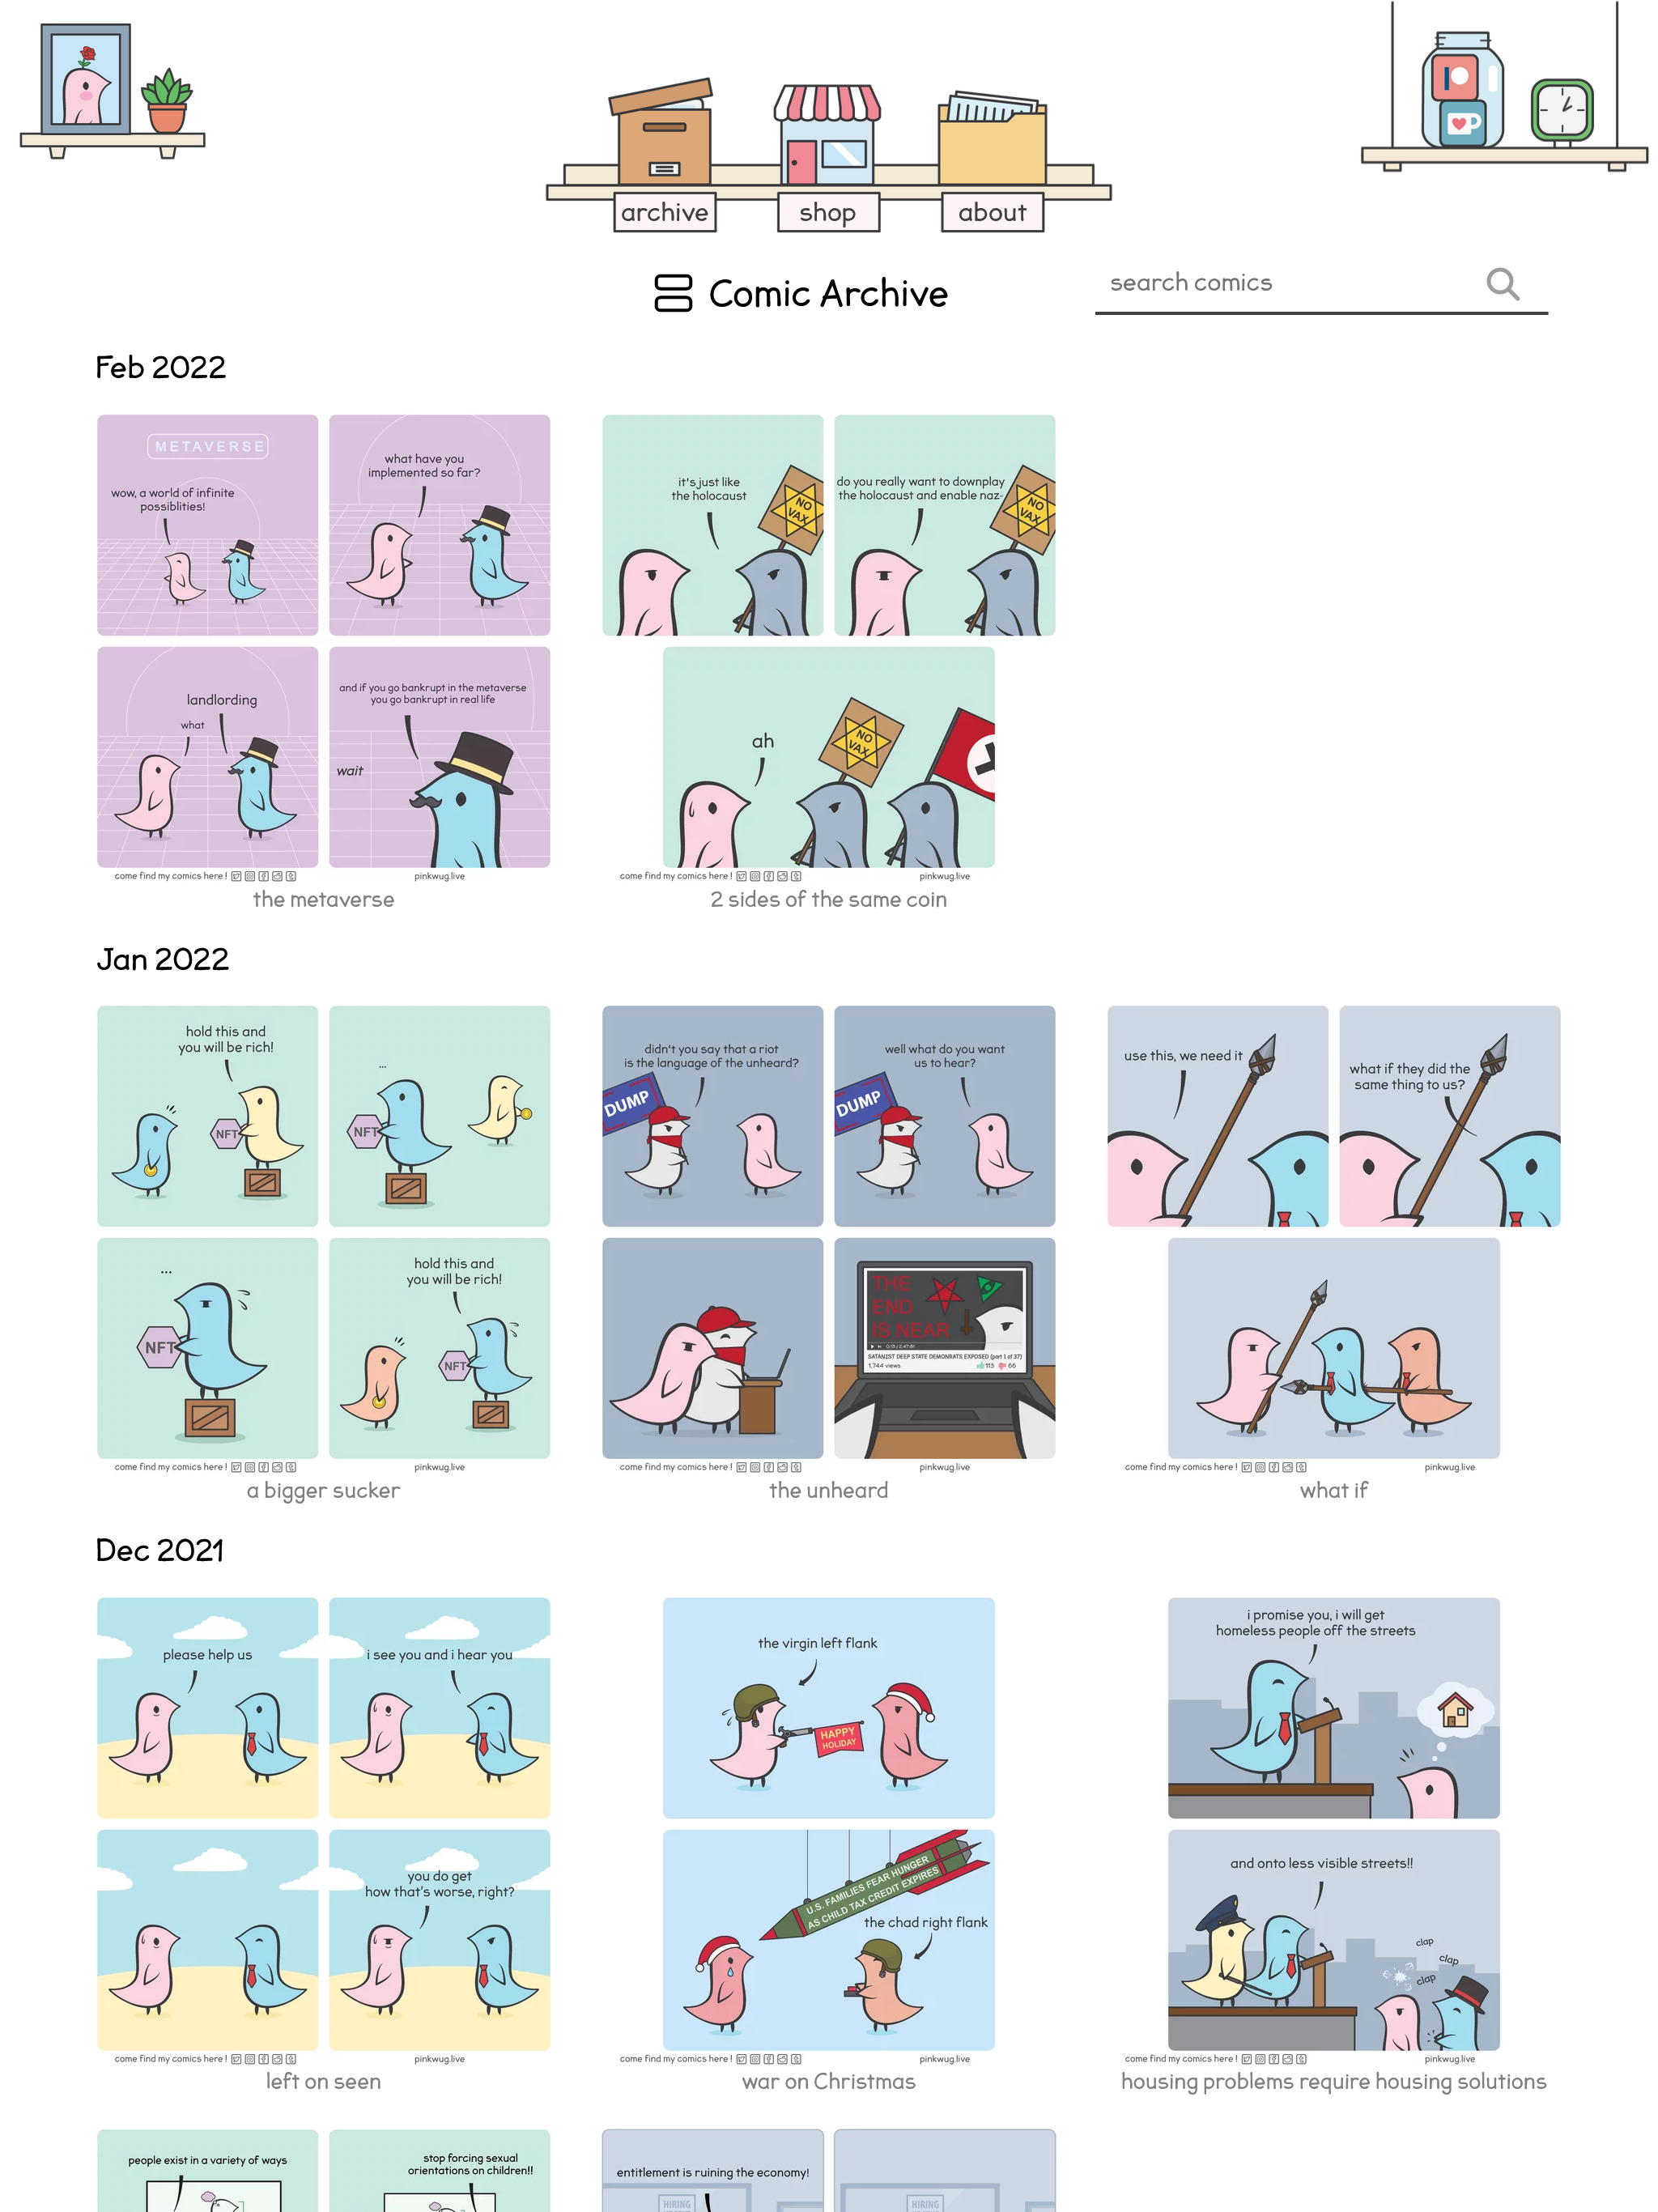 archive
shop
about
Comic Archive
search comics
Feb 2022
METAVERSE
wow, a world of infinite
possiblities!
what have you
implemented so far?
landlording
what
and if you go bankrupt in the metaverse
you go bankrupt in real life
wait
come find my comics here !
pinkwug.live
the metaverse
it's just like
the holocaust
NO
VAX
do you really want to downplay
the holocaust and enable naz-
NO
VAX
ah
NO
VAX
come find my comics here !
pinkwug.live
2 sides of the same coin
Jan 2022
hold this and
you will be rich!
NFT
...
NFT
...
NFT
hold this and
you will be rich!
NFT
come find my comics here !
pinkwug.live
a bigger sucker
didn't you say that a riot
is the language of the unheard?
DUMP
well what do you want
us to hear?
DUMP
THE
END
IS NEAR
SATANIST DEEP STATE DEMONRATS EXPOSED (part 1 of 37)
1,744 views
113
66
come find my comics here !
pinkwug.live
the unheard
use this, we need it
what if they did the
same thing to us?
come find my comics here !
pinkwug.live
what if
Dec 2021
please help us
i see you and i hear you
you do get
how that's worse, right?
come find my comics here !
pinkwug.live
left on seen
the virgin left flank
HAPPY
HOLIDAY
U.S. FAMILIES FEAR HUNGER
AS CHILD TAX CREDIT EXPIRES
the chad right flank
come find my comics here !
pinkwug.live
war on Christmas
i promise you, i will get
homeless people off the streets
and onto less visible streets!!
clap
clap
clap
come find my comics here !
pinkwug.live
housing problems require housing solutions
people exist in a variety of ways
stop forcing sexual
orientations on children!!
entitlement is ruining the economy!
HIRING
HIRING